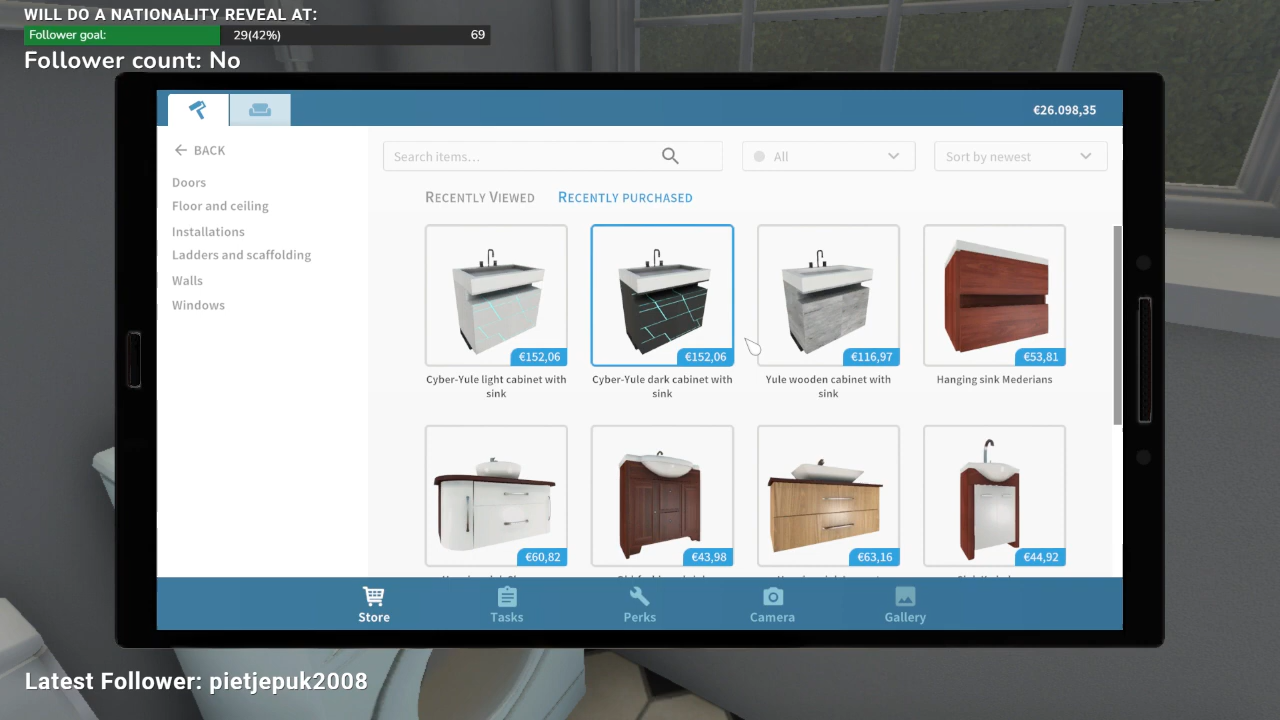 WILL DO A NATIONALITY REVEAL AT:
Follower goal: 29(42%) 69
Follower count: No
€26.098,35
BACK
Search items...
All
Sort by newest
Doors
Floor and ceiling
Installations
Ladders and scaffolding
Walls
Windows
RECENTLY VIEWED RECENTLY PURCHASED
€152,06 €152,06 €116,97 €53,81
Cyber-Yule light cabinet with sink
Cyber-Yule dark cabinet with sink
Yule wooden cabinet with sink
Hanging sink Mederians
€60,82 €43,98 €63,16 €44,92
Store Tasks Perks Camera Gallery
Latest Follower: pietjepuk2008